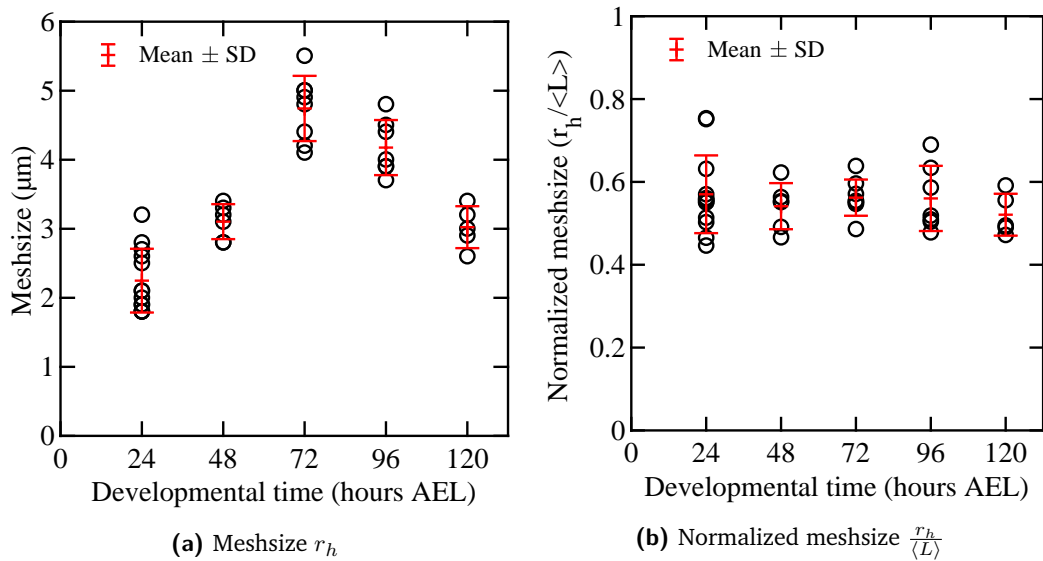 Mean ± SD
6
5
4
3
2
1
0
Meshsize (μm)
0 24 48 72 96 120
Developmental time (hours AEL)
(a) Meshsize r_h
Mean ± SD
1
0.8
0.6
0.4
0.2
0
Normalized meshsize (r_h/<L>)
0 24 48 72 96 120
Developmental time (hours AEL)
(b) Normalized meshsize \frac{r_h}{⟨L⟩}